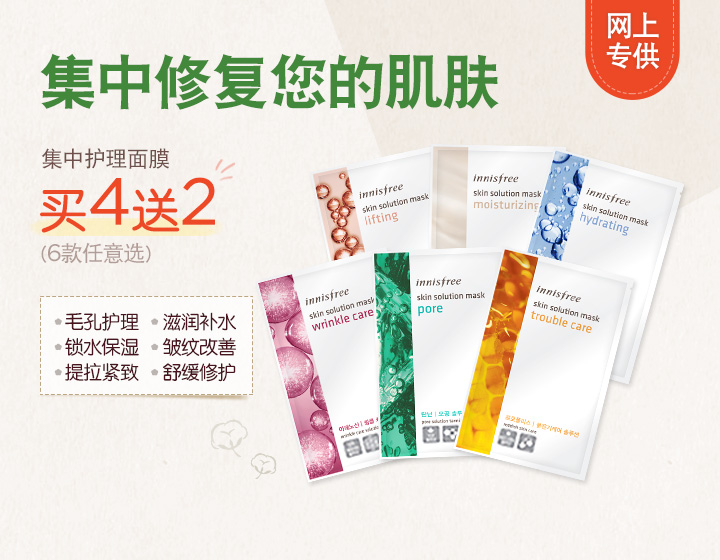 网上
专供
集中修复您的肌肤
集中护理面膜
买4送2
(6款任意选)
毛孔护理 滋润补水
锁水保湿 皱纹改善
提拉紧致 舒缓修护
innisfree
skin solution mask
lifting
innisfree
skin solution mask
moisturizing
innisfree
skin solution mask
hydrating
innisfree
skin solution mask
wrinkle care
innisfree
skin solution mask
pore
innisfree
skin solution mask
trouble care